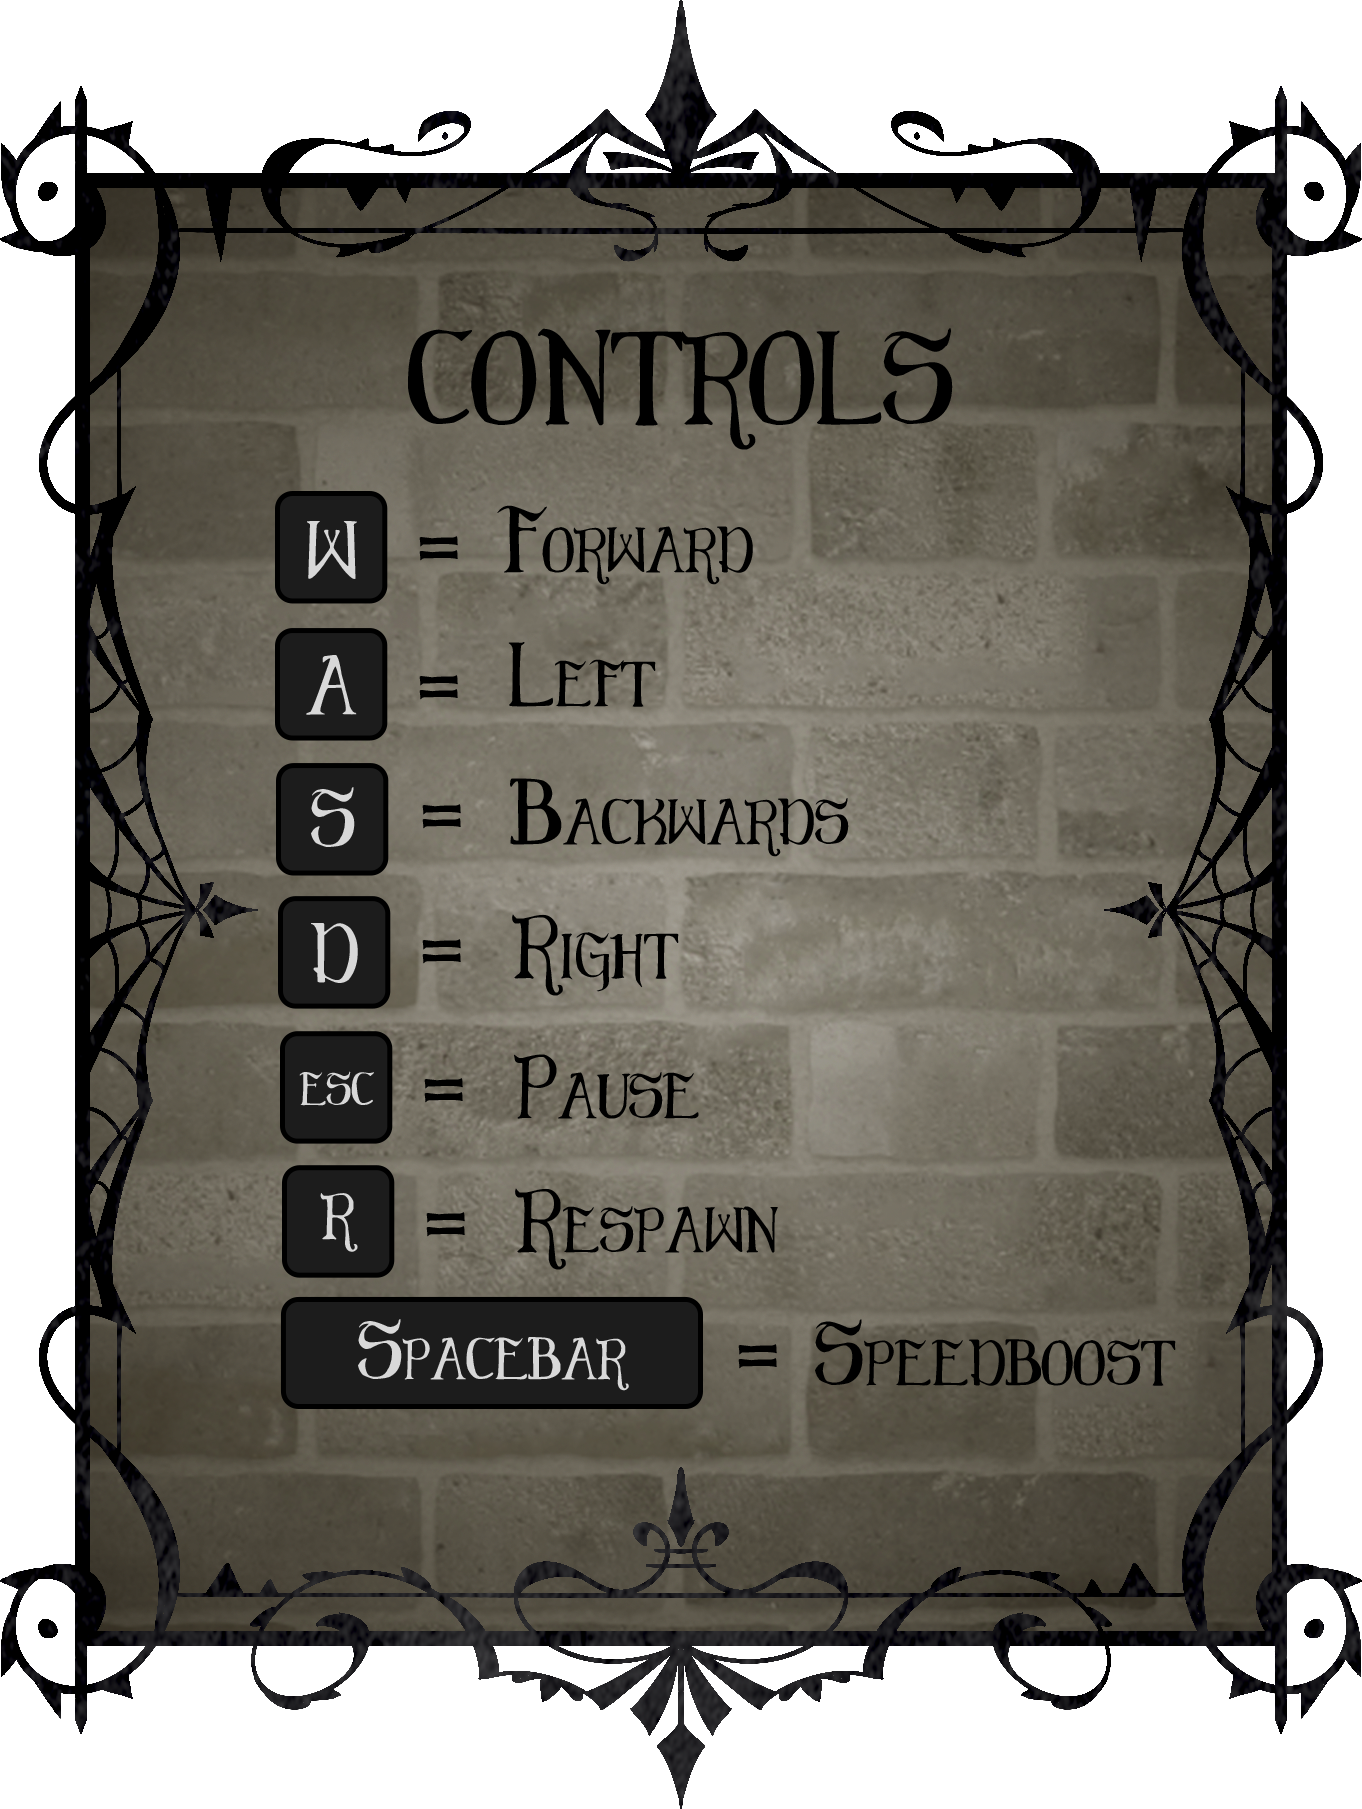 CONTROLS
W = FORWARD
A = LEFT
S = BACKWARDS
D = RIGHT
ESC = PAUSE
R = RESPAWN
SPACEBAR = SPEEDBOOST